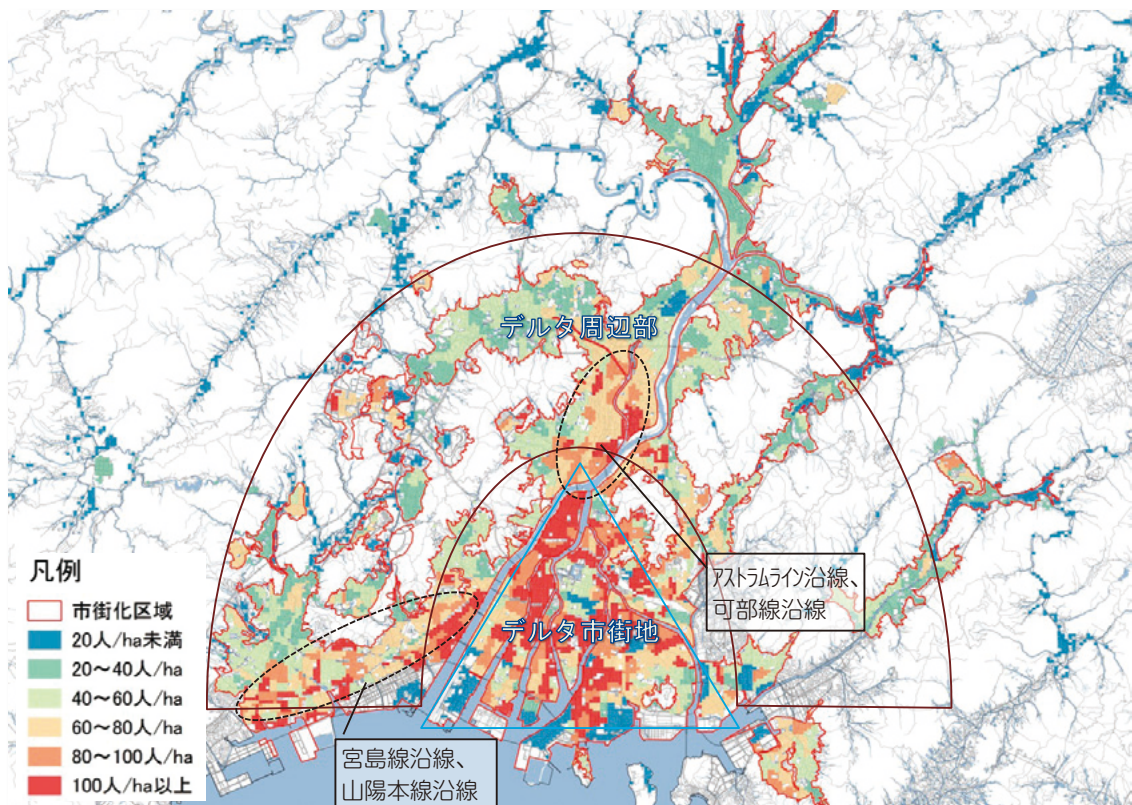 デルタ周辺部
アストラムライン沿線、
可部線沿線
デルタ市街地
宮島線沿線、
山陽本線沿線
凡例
市街化区域
20人/ha未満
20～40人/ha
40～60人/ha
60～80人/ha
80～100人/ha
100人/ha以上